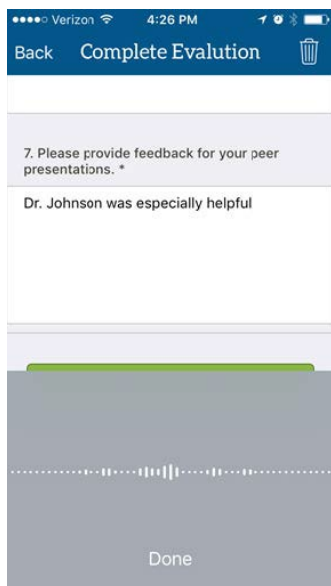 Verizon 4:26 PM
Back Complete Evalution
7. Please provide feedback for your peer
presentations. *
Dr. Johnson was especially helpful
Done